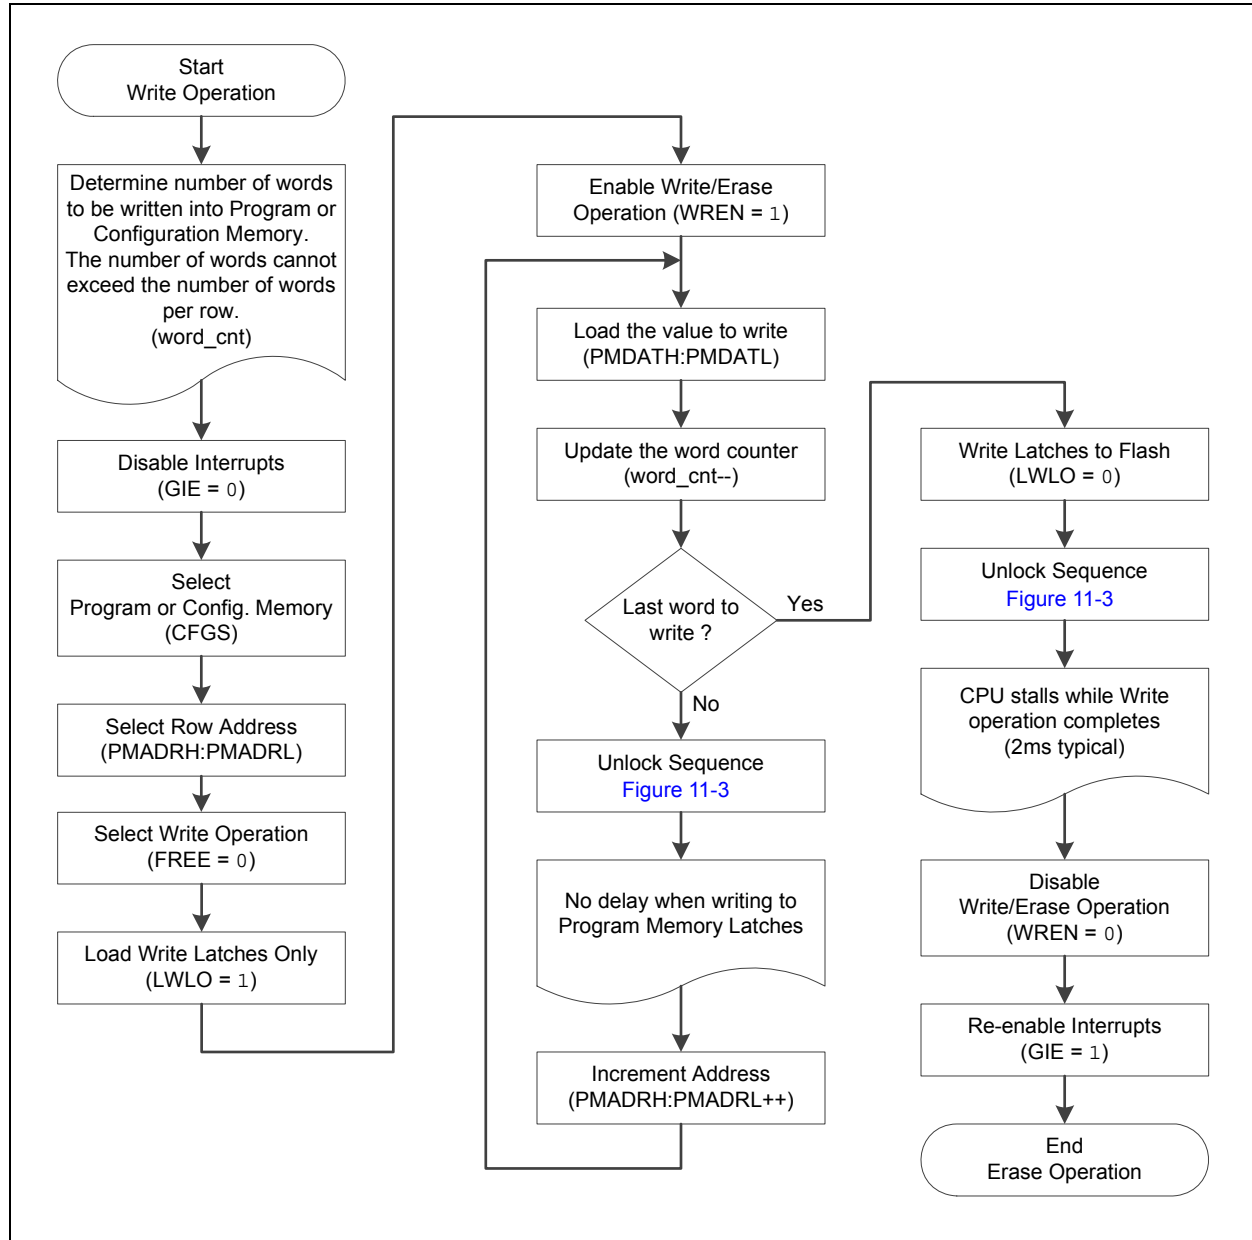 Start
Write Operation
Determine number of words
to be written into Program or
Configuration Memory.
The number of words cannot
exceed the number of words
per row.
(word_cnt)
Disable Interrupts
(GIE = 0)
Select
Program or Config. Memory
(CFGS)
Select Row Address
(PMADRH:PMADRL)
Select Write Operation
(FREE = 0)
Load Write Latches Only
(LWLO = 1)
Enable Write/Erase
Operation (WREN = 1)
Load the value to write
(PMDATH:PMDATL)
Update the word counter
(word_cnt--)
Last word to
write ?
Yes
No
Unlock Sequence
Figure 11-3
No delay when writing to
Program Memory Latches
Increment Address
(PMADRH:PMADRL++)
Write Latches to Flash
(LWLO = 0)
Unlock Sequence
Figure 11-3
CPU stalls while Write
operation completes
(2ms typical)
Disable
Write/Erase Operation
(WREN = 0)
Re-enable Interrupts
(GIE = 1)
End
Erase Operation